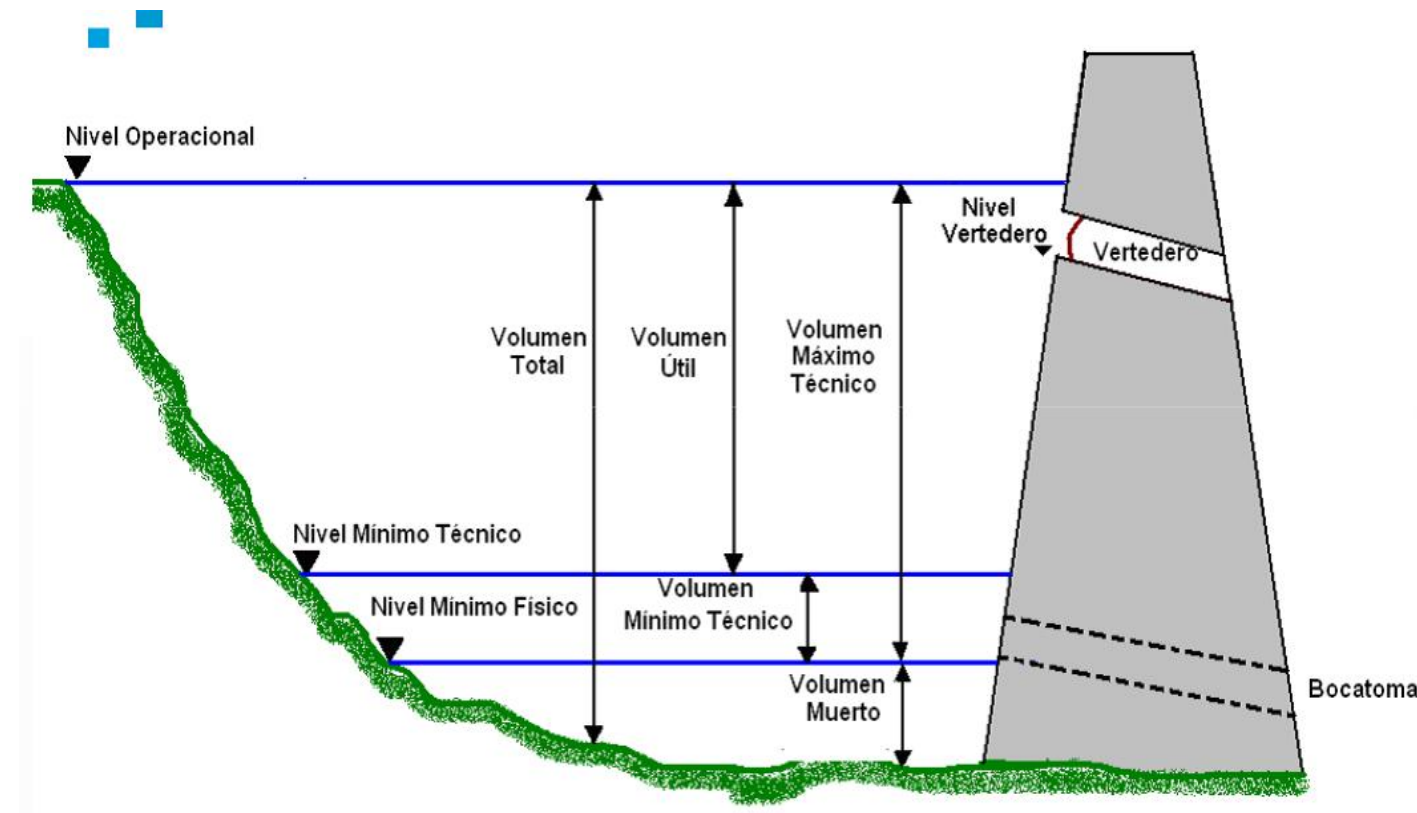 Nivel Operacional
Nivel
Vertedero
Vertedero
Volumen
Total
Volumen
Útil
Volumen
Máximo
Técnico
Nivel Mínimo Técnico
Nivel Mínimo Físico
Volumen
Mínimo Técnico
Volumen
Muerto
Bocatoma